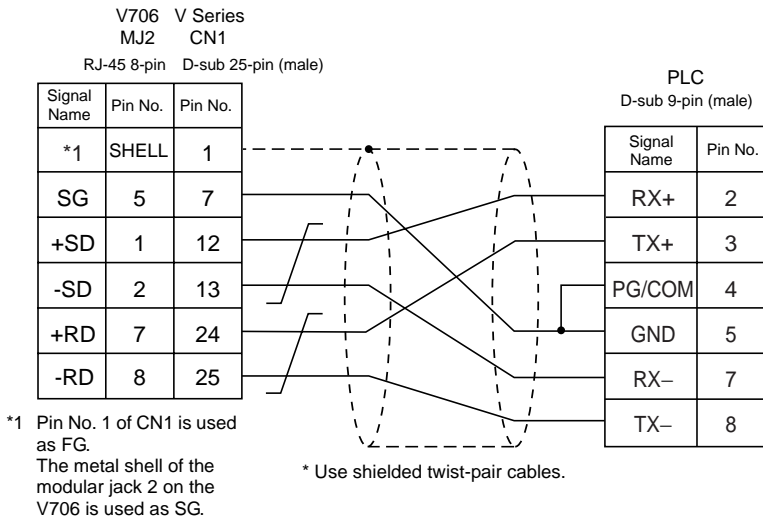 V706 V Series
MJ2 CN1
RJ-45 8-pin D-sub 25-pin (male)
Signal Name Pin No. Pin No.
*1 SHELL 1
SG 5 7
+SD 1 12
-SD 2 13
+RD 7 24
-RD 8 25
PLC
D-sub 9-pin (male)
Signal Name Pin No.
RX+ 2
TX+ 3
PG/COM 4
GND 5
RX− 7
TX− 8
*1 Pin No. 1 of CN1 is used
as FG.
The metal shell of the
modular jack 2 on the
V706 is used as SG.
* Use shielded twist-pair cables.